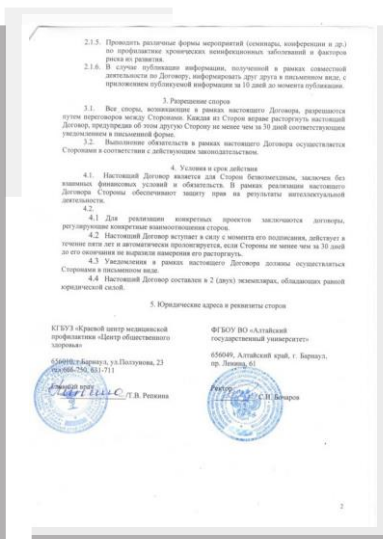 2.1.5. Проводить различные формы мероприятий (семинары, конференции и др.)
по профилактике хронических неинфекционных заболеваний и факторов
риска их развития.
2.1.6. В случае публикации информации, полученной в рамках совместной
деятельности по Договору, информировать друг друга в письменном виде, с
приложением публикуемой информации за 10 дней до момента публикации.
3. Разрешение споров
3.1. Все споры, возникающие в рамках настоящего Договора, разрешаются
путем переговоров между Сторонами. Каждая из Сторон вправе расторгнуть настоящий
Договор, предупредив об этом другую Сторону не менее чем за 30 дней соответствующим
уведомлением в письменной форме.
3.2. Выполнение обязательств в рамках настоящего Договора осуществляется
Сторонами в соответствии с действующим законодательством.
4. Условия и срок действия
4.1. Настоящий Договор является для Сторон безвозмездным, заключен без
взаимных финансовых условий и обязательств. В рамках реализации настоящего
Договора Стороны обеспечивают защиту прав на результаты интеллектуальной
деятельности.
4.2.
4.1 Для реализации конкретных проектов заключаются договоры,
регулирующие конкретные взаимоотношения сторон.
4.2 Настоящий Договор вступает в силу с момента его подписания, действует в
течение пяти лет и автоматически пролонгируется, если Стороны не менее чем за 30 дней
до его окончания не выразили намерения его расторгнуть.
4.3 Уведомления в рамках настоящего Договора должны осуществляться
Сторонами в письменном виде.
4.4 Настоящий Договор составлен в 2 (двух) экземплярах, обладающих равной
юридической силой.
5. Юридические адреса и реквизиты сторон
КГБУЗ «Краевой центр медицинской
профилактики «Центр общественного
здоровья»
656010, г.Барнаул, ул.Ползунова, 23
631-711
Главный врач
/Т.В. Репкина
ФГБОУ ВО «Алтайский
государственный университет»
656049, Алтайский край, г. Барнаул,
пр. Ленина, 61
Ректор
С.Н. Бочаров
2